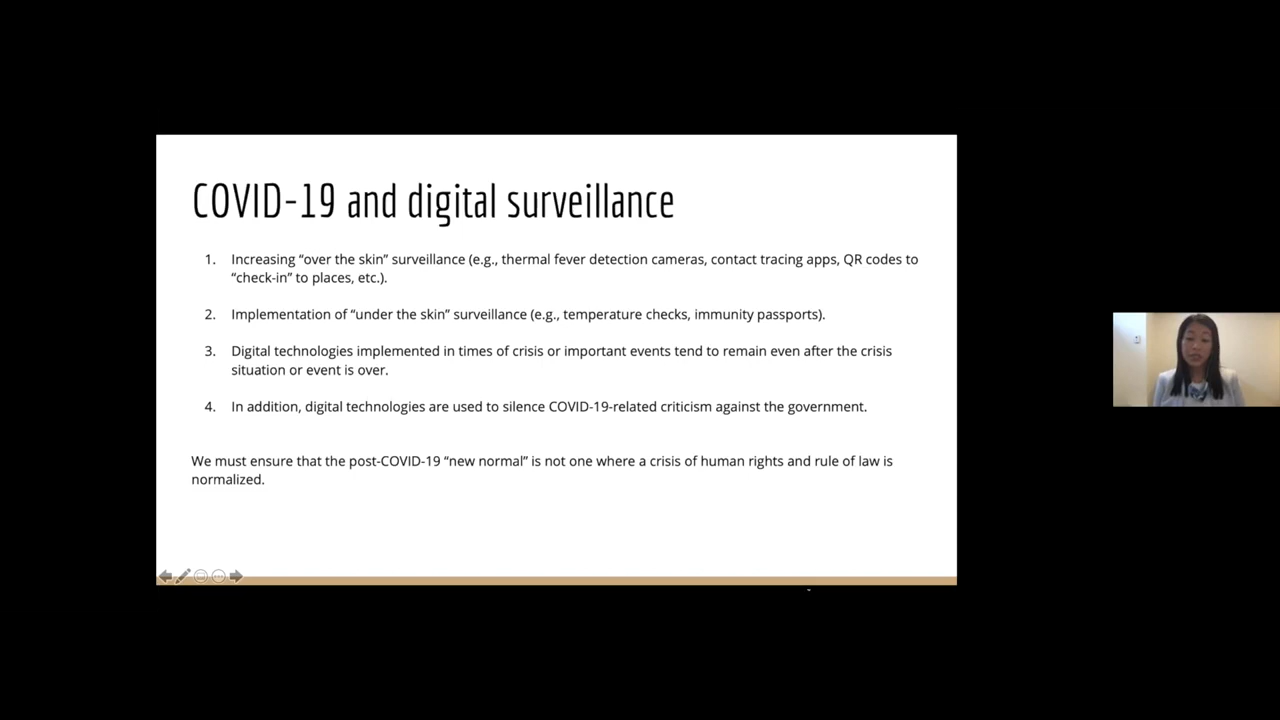 COVID-19 and digital surveillance
1. Increasing “over the skin” surveillance (e.g., thermal fever detection cameras, contact tracing apps, QR codes to
“check-in” to places, etc.).
2. Implementation of “under the skin” surveillance (e.g., temperature checks, immunity passports).
3. Digital technologies implemented in times of crisis or important events tend to remain even after the crisis
situation or event is over.
4. In addition, digital technologies are used to silence COVID-19-related criticism against the government.
We must ensure that the post-COVID-19 “new normal” is not one where a crisis of human rights and rule of law is
normalized.